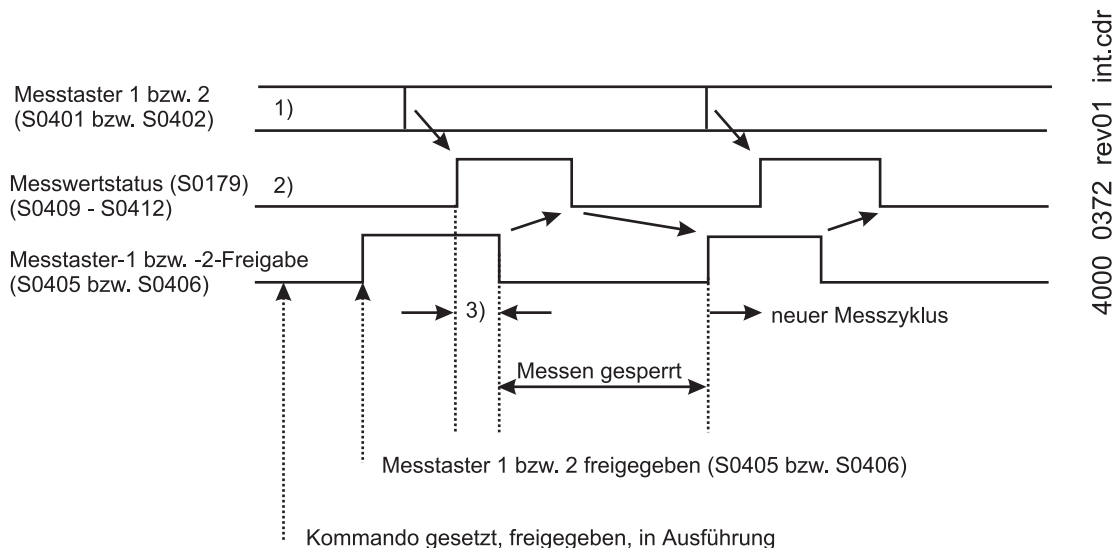 Messtaster 1 bzw. 2
(S0401 bzw. S0402)
1)
Messwertstatus (S0179)
(S0409 - S0412)
2)
Messtaster-1 bzw. -2-Freigabe
(S0405 bzw. S0406)
3)
neuer Messzyklus
Messen gesperrt
Messtaster 1 bzw. 2 freigegeben (S0405 bzw. S0406)
Kommando gesetzt, freigegeben, in Ausführung
4000 0372 rev01 int.cdr